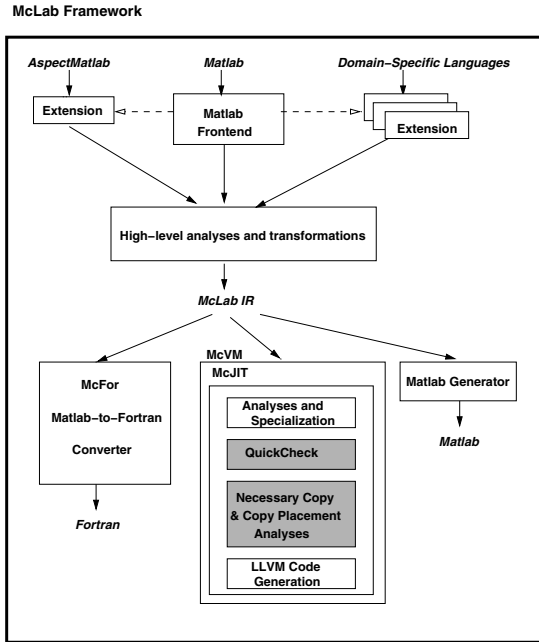 McLab Framework
AspectMatlab
Matlab
Domain-Specific Languages
Extension
Matlab
Frontend
Extension
High-level analyses and transformations
McLab IR
McFor
Matlab-to-Fortran
Converter
Fortran
McVM
McJIT
Analyses and
Specialization
QuickCheck
Necessary Copy
& Copy Placement
Analyses
LLVM Code
Generation
Matlab Generator
Matlab